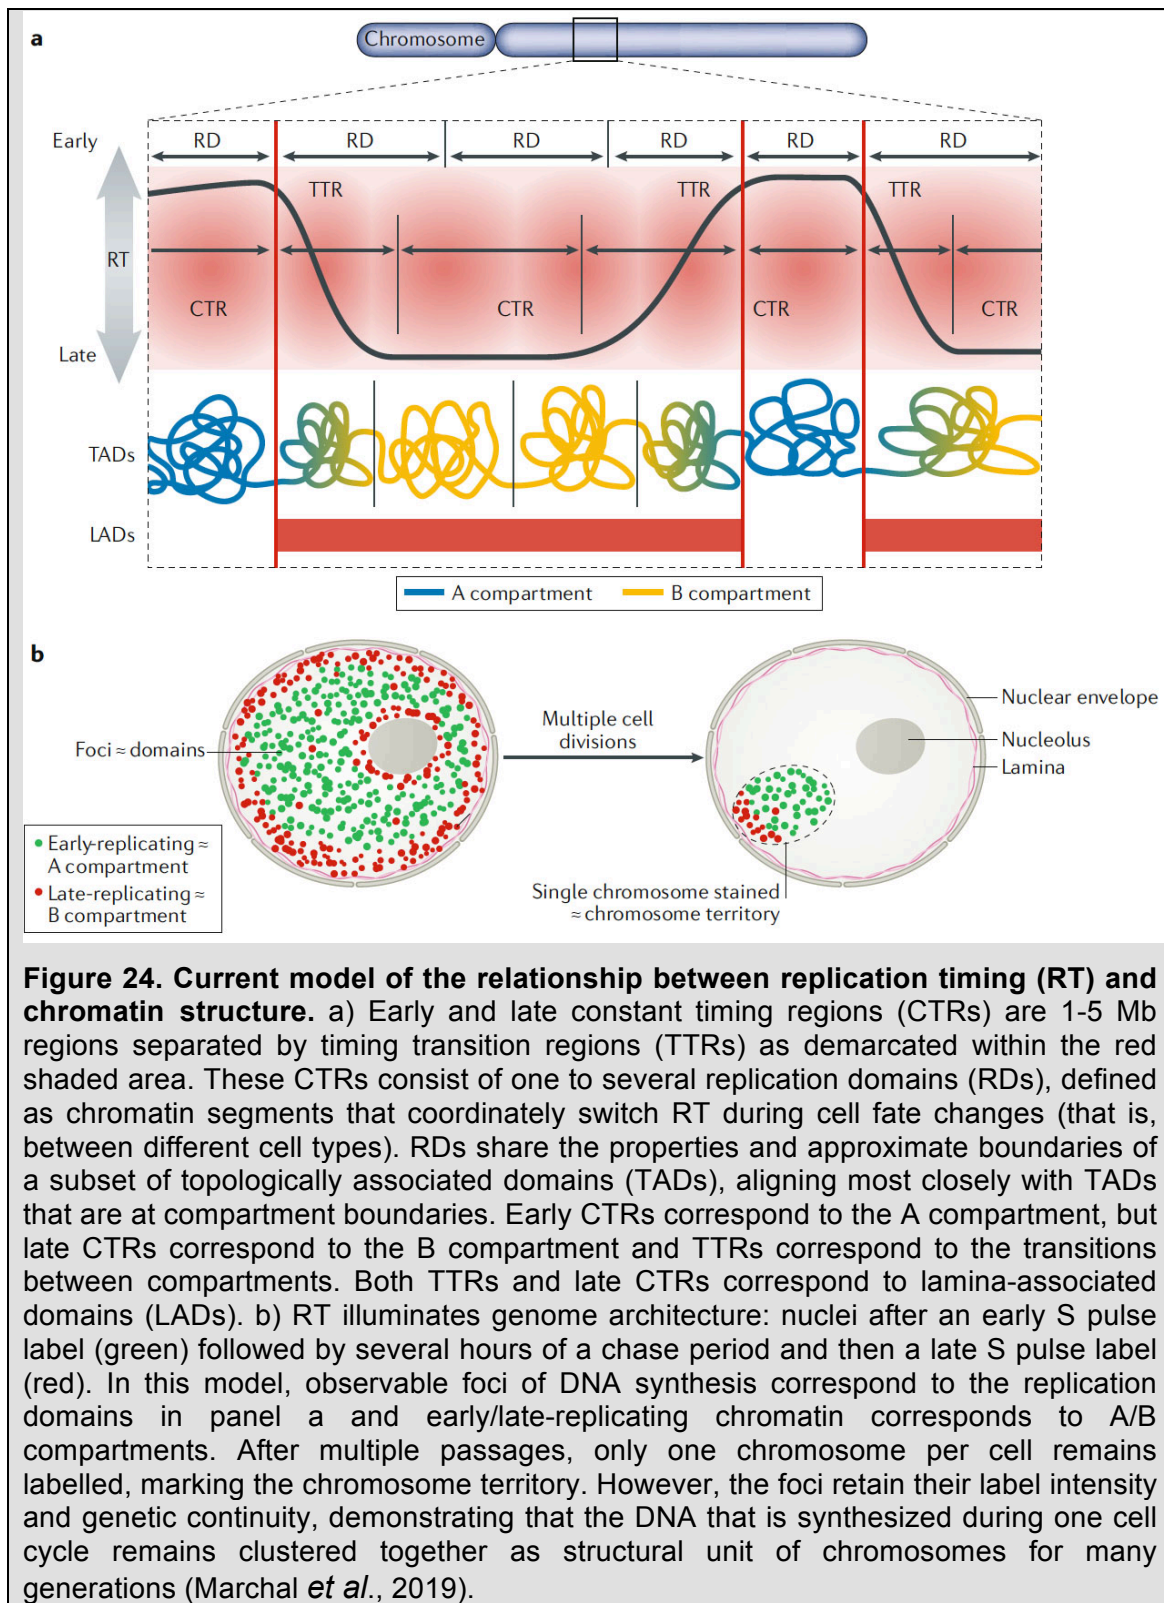 a
Chromosome
Early
RD RD RD RD RD RD
TTR TTR TTR
RT
CTR CTR CTR CTR
Late
TADs
LADs
A compartment B compartment
b
Foci ≈ domains
Multiple cell
divisions
Nuclear envelope
Nucleolus
Lamina
Early-replicating ≈
A compartment
Late-replicating ≈
B compartment
Single chromosome stained
≈ chromosome territory
Figure 24. Current model of the relationship between replication timing (RT) and
chromatin structure. a) Early and late constant timing regions (CTRs) are 1-5 Mb
regions separated by timing transition regions (TTRs) as demarcated within the red
shaded area. These CTRs consist of one to several replication domains (RDs), defined
as chromatin segments that coordinately switch RT during cell fate changes (that is,
between different cell types). RDs share the properties and approximate boundaries of
a subset of topologically associated domains (TADs), aligning most closely with TADs
that are at compartment boundaries. Early CTRs correspond to the A compartment, but
late CTRs correspond to the B compartment and TTRs correspond to the transitions
between compartments. Both TTRs and late CTRs correspond to lamina-associated
domains (LADs). b) RT illuminates genome architecture: nuclei after an early S pulse
label (green) followed by several hours of a chase period and then a late S pulse label
(red). In this model, observable foci of DNA synthesis correspond to the replication
domains in panel a and early/late-replicating chromatin corresponds to A/B
compartments. After multiple passages, only one chromosome per cell remains
labelled, marking the chromosome territory. However, the foci retain their label intensity
and genetic continuity, demonstrating that the DNA that is synthesized during one cell
cycle remains clustered together as structural unit of chromosomes for many
generations (Marchal et al., 2019).